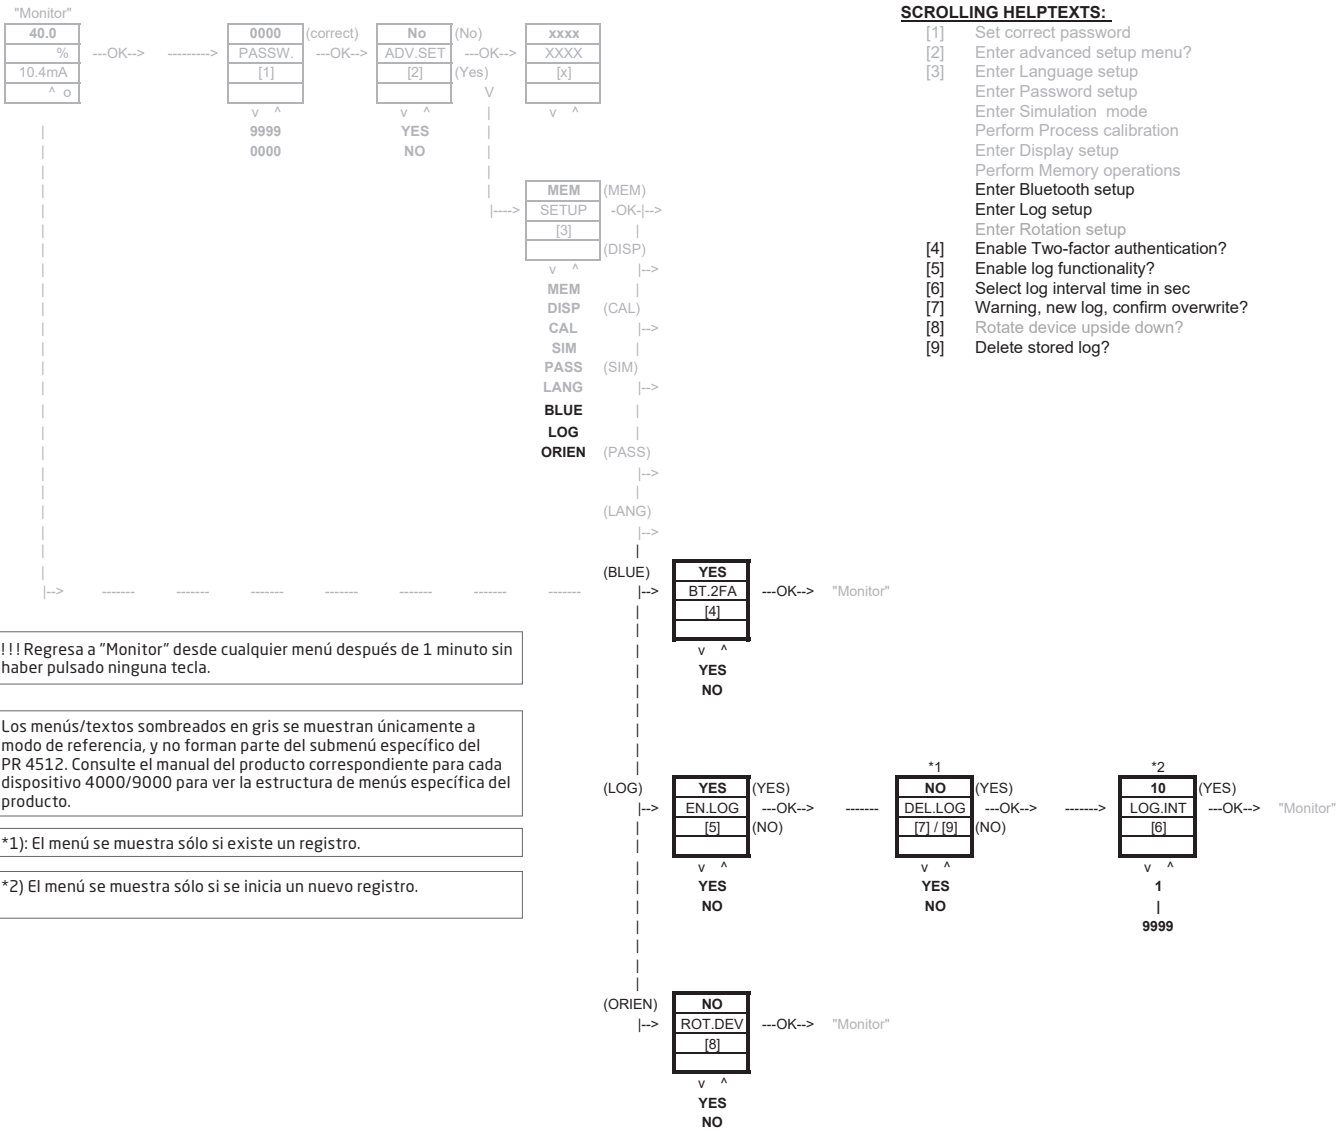 "Monitor"
40.0
%
10.4mA
^ o
---OK-->
--------->
0000 (correct)
PASSW. ---OK-->
[1]
v ^
9999
0000
No (No)
ADV.SET ---OK-->
[2] (Yes)
V
v ^
YES
NO
xxxx
XXXX
[x]
v ^
|---->
MEM (MEM)
SETUP -OK-|-->
[3]
(DISP)
v ^ |-->
MEM
DISP (CAL)
CAL |-->
SIM
PASS (SIM)
LANG |-->
BLUE
LOG
ORIEN (PASS)
|-->
(LANG)
|-->
SCROLLING HELPTEXTS:
[1] Set correct password
[2] Enter advanced setup menu?
[3] Enter Language setup
Enter Password setup
Enter Simulation mode
Perform Process calibration
Enter Display setup
Perform Memory operations
Enter Bluetooth setup
Enter Log setup
Enter Rotation setup
[4] Enable Two-factor authentication?
[5] Enable log functionality?
[6] Select log interval time in sec
[7] Warning, new log, confirm overwrite?
[8] Rotate device upside down?
[9] Delete stored log?
(BLUE) YES
|--> ------- ------- ------- ------- ------- ------- ------- |--> BT.2FA ---OK--> "Monitor"
[4]
v ^
YES
NO
! ! ! Regresa a "Monitor" desde cualquier menú después de 1 minuto sin
haber pulsado ninguna tecla.
Los menús/textos sombreados en gris se muestran únicamente a
modo de referencia, y no forman parte del submenú específico del
PR 4512. Consulte el manual del producto correspondiente para cada
dispositivo 4000/9000 para ver la estructura de menús específica del
producto.
*1): El menú se muestra sólo si existe un registro.
*2) El menú se muestra sólo si se inicia un nuevo registro.
*1 *2
(LOG) YES (YES) NO (YES) 10 (YES)
|--> EN.LOG ---OK--> ------- DEL.LOG ---OK--> -------> LOG.INT ---OK--> "Monitor"
[5] (NO) [7] / [9] (NO) [6]
v ^ v ^ v ^
YES YES 1
NO NO |
9999
(ORIEN) NO
|--> ROT.DEV ---OK--> "Monitor"
[8]
v ^
YES
NO